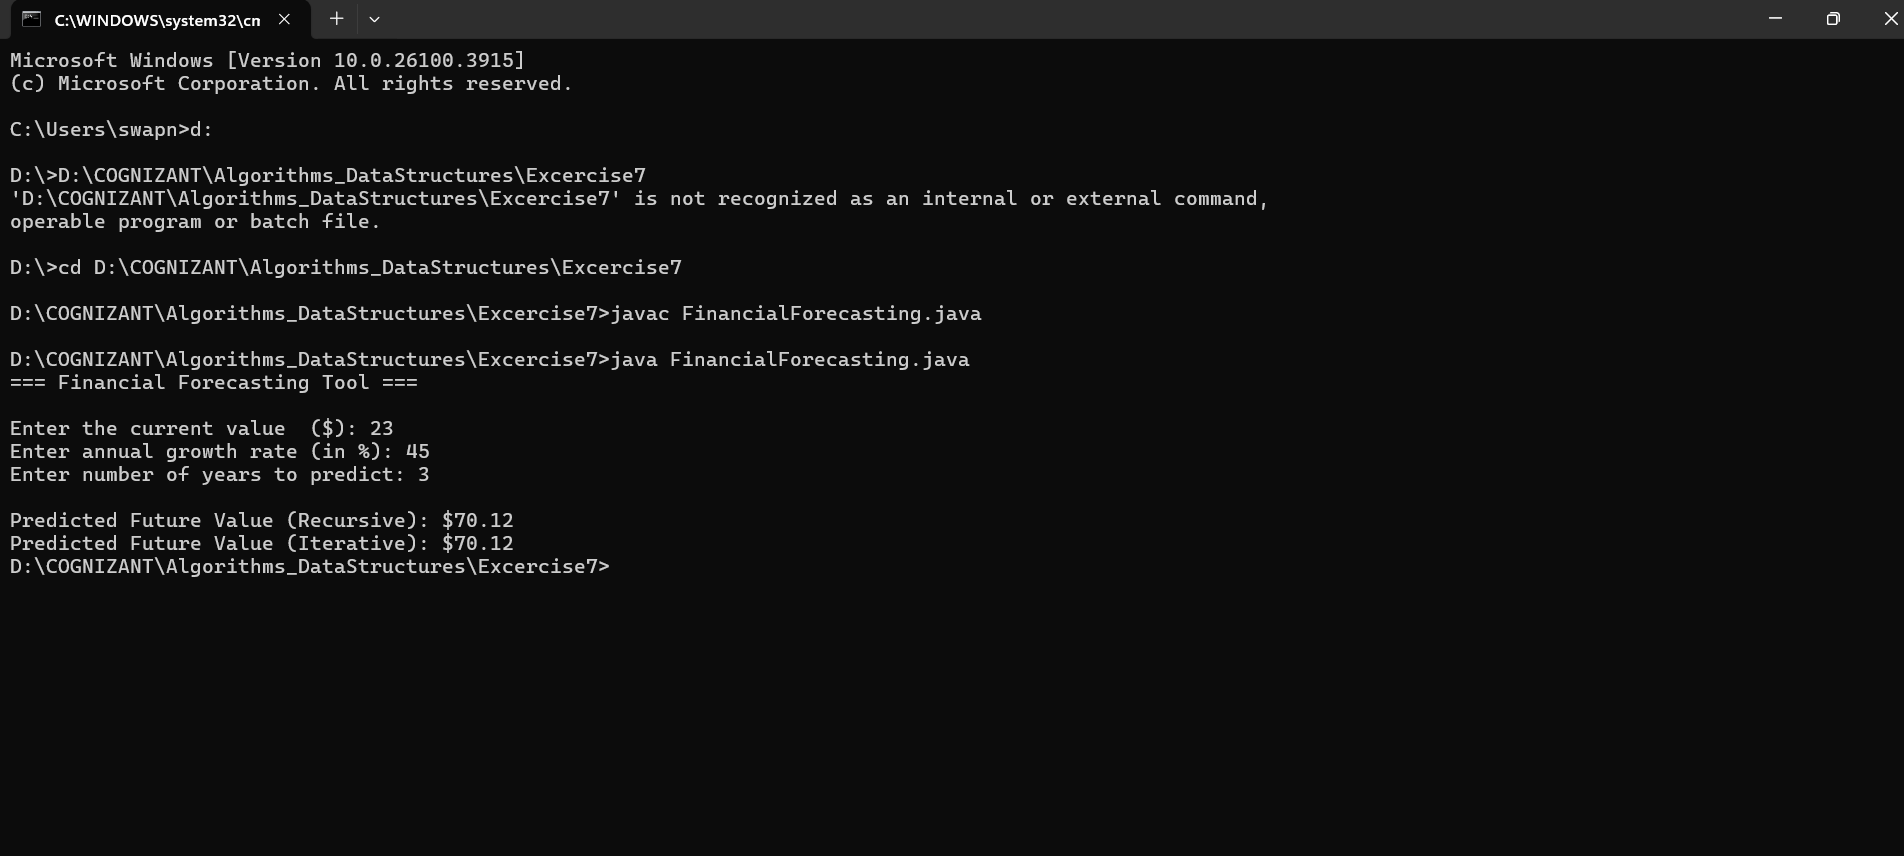 C:\WINDOWS\system32\cn
Microsoft Windows [Version 10.0.26100.3915]
(c) Microsoft Corporation. All rights reserved.
C:\Users\swapn>d:
D:\>D:\COGNIZANT\Algorithms_DataStructures\Excercise7
'D:\COGNIZANT\Algorithms_DataStructures\Excercise7' is not recognized as an internal or external command,
operable program or batch file.
D:\>cd D:\COGNIZANT\Algorithms_DataStructures\Excercise7
D:\COGNIZANT\Algorithms_DataStructures\Excercise7>javac FinancialForecasting.java
D:\COGNIZANT\Algorithms_DataStructures\Excercise7>java FinancialForecasting.java
=== Financial Forecasting Tool ===
Enter the current value  ($): 23
Enter annual growth rate (in %): 45
Enter number of years to predict: 3
Predicted Future Value (Recursive): $70.12
Predicted Future Value (Iterative): $70.12
D:\COGNIZANT\Algorithms_DataStructures\Excercise7>